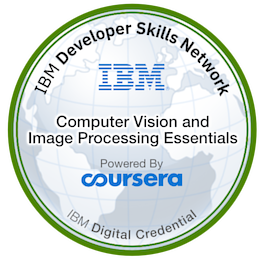 IBM Developer Skills Network
IBM
Computer Vision and
Image Processing Essentials
Powered By
coursera
IBM Digital Credential